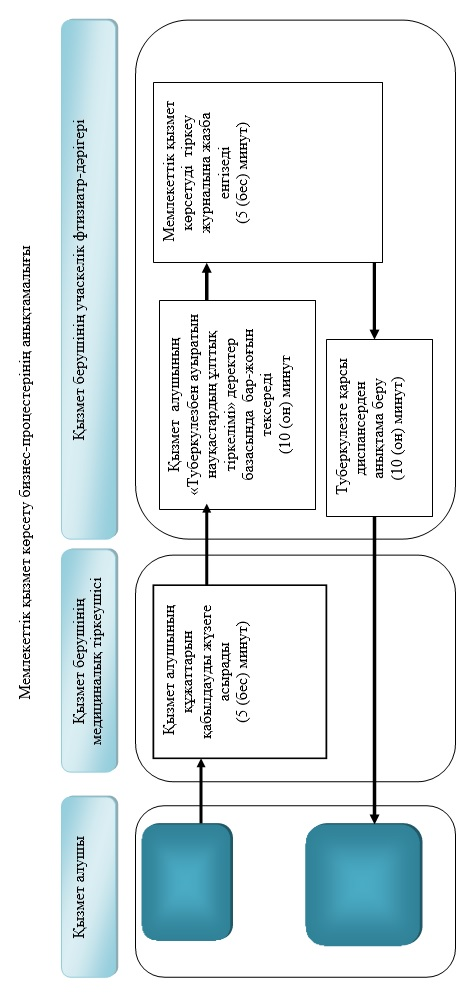 Мемлекеттік қызмет көрсету бизнес-процестерінің анықтамалығы
Қызмет алушы
Қызмет берушінің
медициналық тіркеушісі
Қызмет берушінің учаскелік фтизиатр-дәрігері
Қызмет алушының
құжаттарын
қабылдауды жүзеге
асырады
(5 (бес) минут)
Қызмет алушының
«Туберкулезбен ауыратын
науқастардың ұлттық
тіркелімі» деректер
базасында бар-жоғын
тексереді
(10 (он) минут
Мемлекеттік қызмет
көрсетуді тіркеу
журналына жазба
енгізеді
(5 (бес) минут)
Туберкулезге қарсы
диспансерден
анықтама беру
(10 (он) минут)